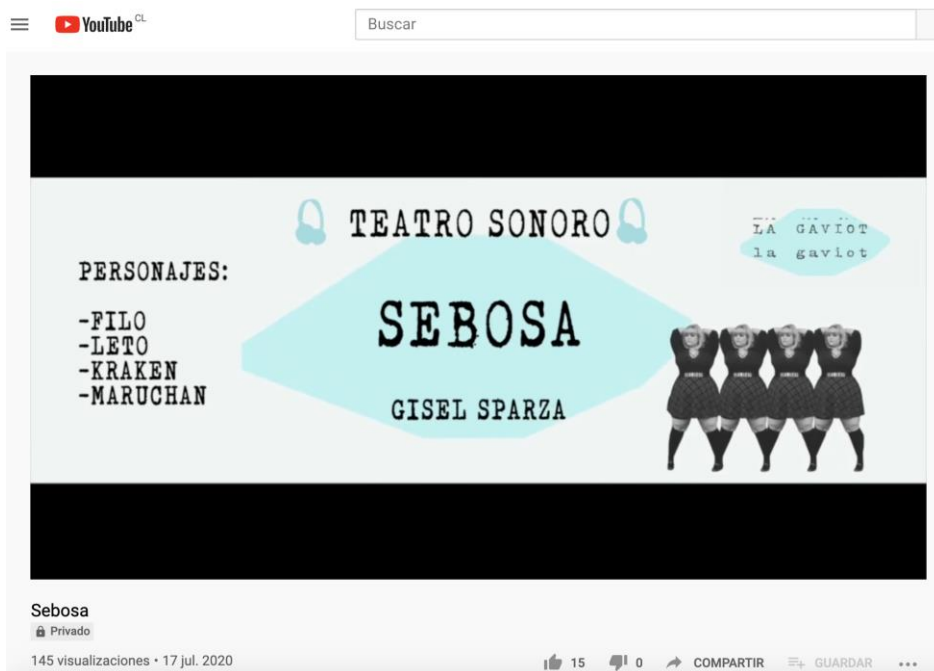 YouTube CL
Buscar
TEATRO SONORO
LA GAVIOT
la gaviot
PERSONAJES:
-FILO
-LETO
-KRAKEN
-MARUCHAN
SEBOSA
GISEL SPARZA
Sebosa
Privado
145 visualizaciones • 17 jul. 2020
15
0
COMPARTIR
GUARDAR